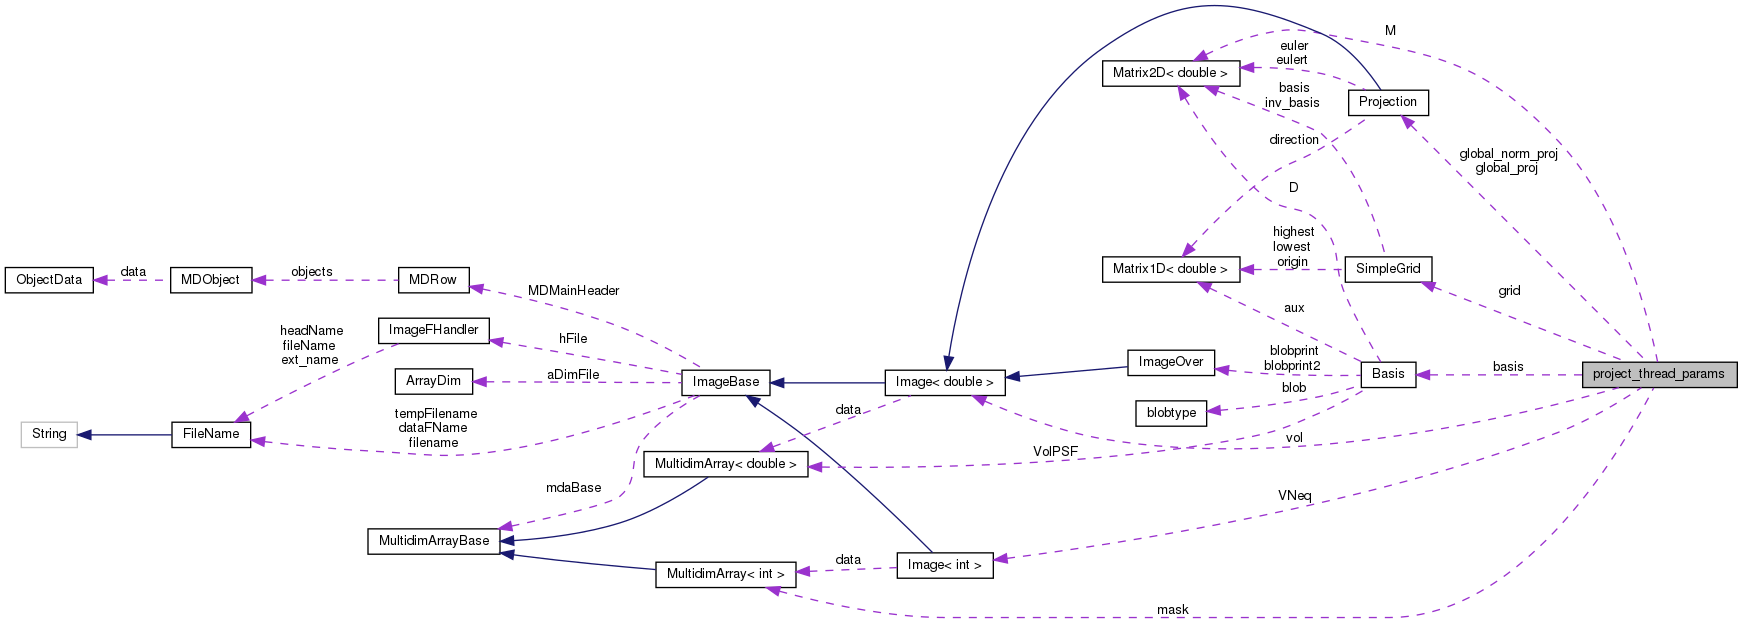 M
euler
eulert
Matrix2D< double >
basis
inv_basis
Projection
direction
global_norm_proj
global_proj
D
highest
lowest
origin
ObjectData
data
MDObject
objects
MDRow
Matrix1D< double >
SimpleGrid
MDMainHeader
grid
aux
headName
fileName
ext_name
ImageFHandler
hFile
blobprint
blobprint2
ImageOver
ArrayDim
aDimFile
ImageBase
Image< double >
Basis
basis
project_thread_params
blob
blobtype
data
tempFilename
dataFName
filename
String
FileName
vol
VolPSF
MultidimArray< double >
mdaBase
VNeq
MultidimArrayBase
data
Image< int >
MultidimArray< int >
mask